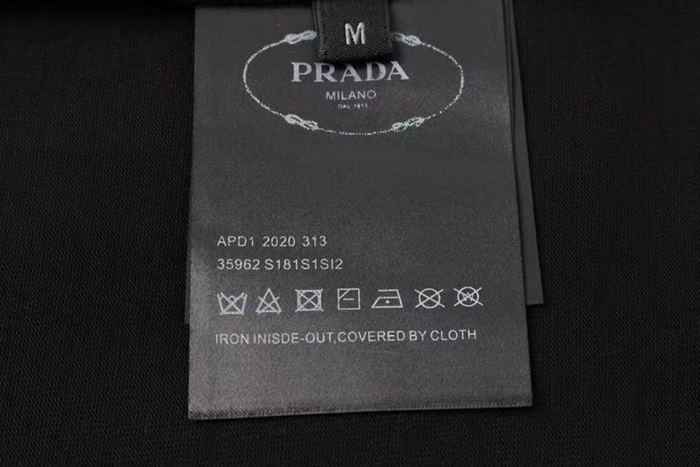 M
PRADA
MILANO
DAL 1913
APD1 2020 313
35962 S181S1SI2
IRON INISDE-OUT,COVERED BY CLOTH